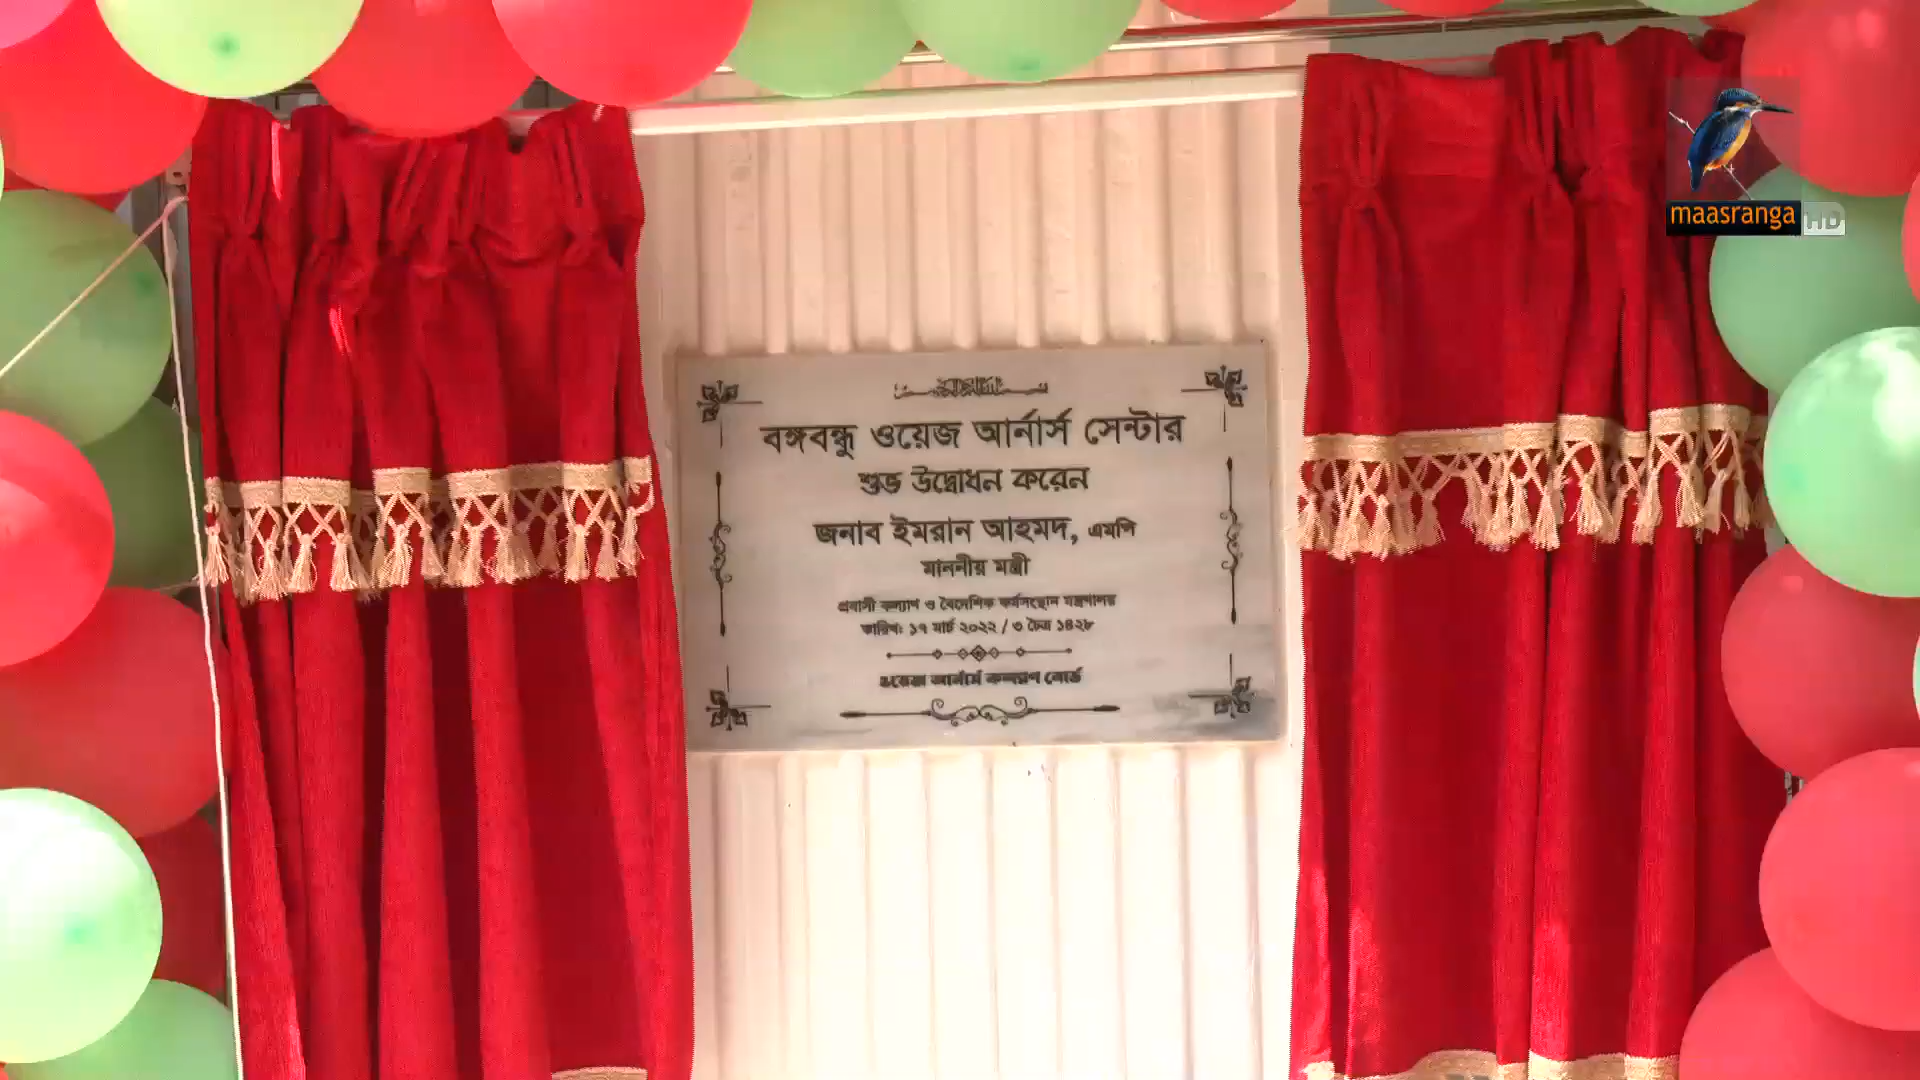 বঙ্গবন্ধু ওয়েজ আর্নার্স সেন্টার
শুভ উদ্বোধন করেন
জনাব ইমরান আহমদ, এমপি
মাননীয় মন্ত্রী
প্রবাসী কল্যাণ ও বৈদেশিক কর্মসংস্থান মন্ত্রণালয়
তারিখ: ১৭ মার্চ ২০২২ / ৩ চৈত্র ১৪২৮
ওয়েজ আর্নার্স কল্যাণ বোর্ড
maasranga HD